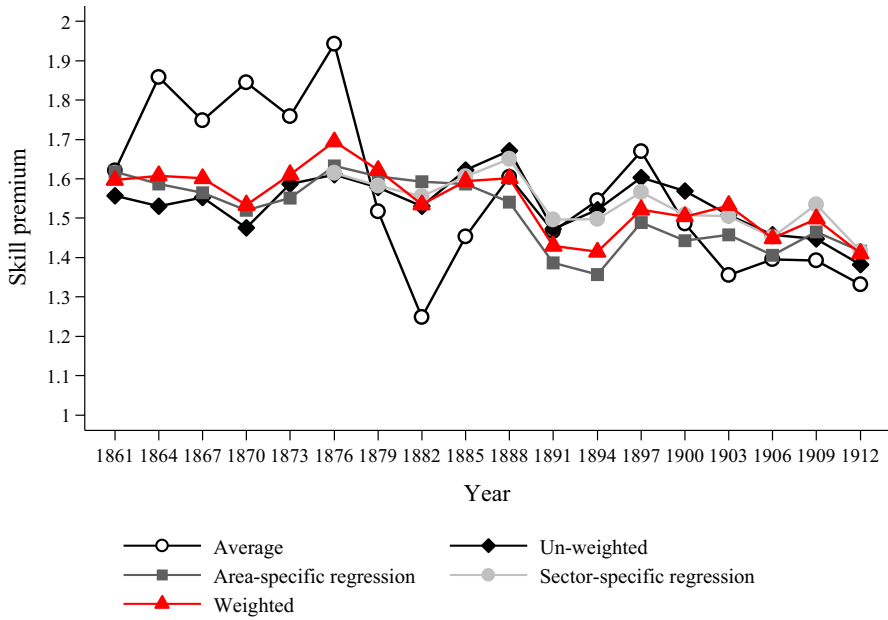 2
1.9
1.8
1.7
1.6
1.5
1.4
1.3
1.2
1.1
1
Skill premium
1861 1864 1867 1870 1873 1876 1879 1882 1885 1888 1891 1894 1897 1900 1903 1906 1909 1912
Year
Average Un-weighted
Area-specific regression Sector-specific regression
Weighted